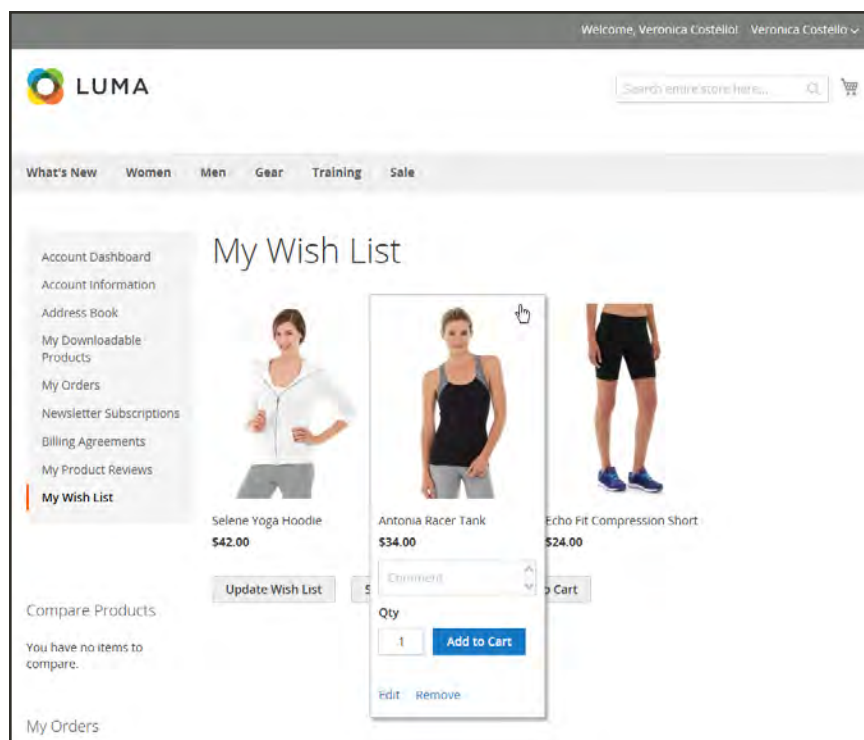 Welcome, Veronica Costello! Veronica Costello
LUMA
Search entire store here...
What's New Women Men Gear Training Sale
My Wish List
Account Dashboard
Account Information
Address Book
My Downloadable
Products
My Orders
Newsletter Subscriptions
Billing Agreements
My Product Reviews
My Wish List
Selene Yoga Hoodie
$42.00
Antonia Racer Tank
$34.00
Echo Fit Compression Short
$24.00
Comment
Qty
1 Add to Cart
Edit Remove
Update Wish List
S
o Cart
Compare Products
You have no items to
compare.
My Orders